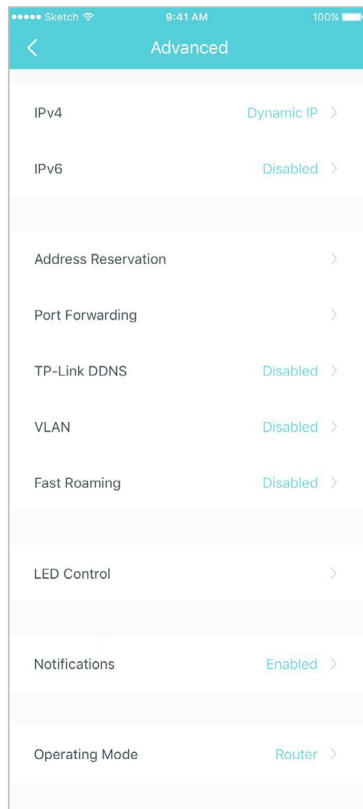 Sketch 9:41 AM 100%
Advanced
IPv4 Dynamic IP
IPv6 Disabled
Address Reservation
Port Forwarding
TP-Link DDNS Disabled
VLAN Disabled
Fast Roaming Disabled
LED Control
Notifications Enabled
Operating Mode Router